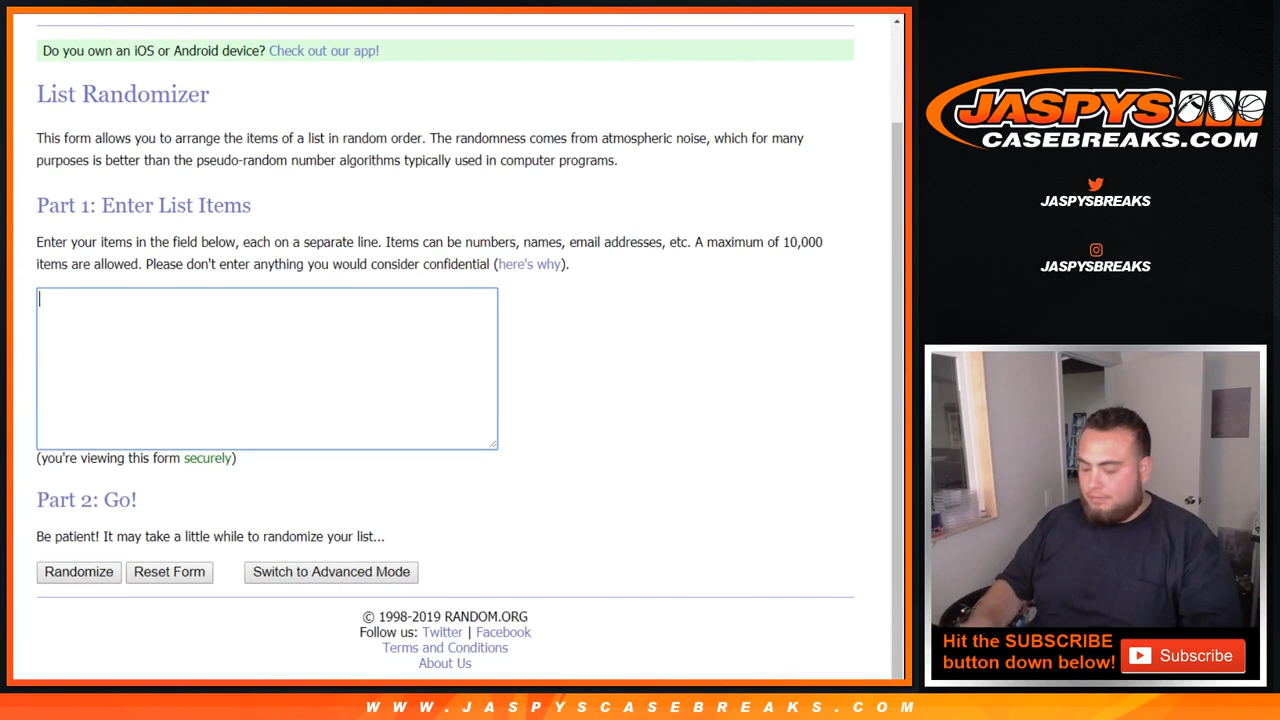 Do you own an iOS or Android device? Check out our app!
List Randomizer
This form allows you to arrange the items of a list in random order. The randomness comes from atmospheric noise, which for many
purposes is better than the pseudo-random number algorithms typically used in computer programs.
Part 1: Enter List Items
Enter your items in the field below, each on a separate line. Items can be numbers, names, email addresses, etc. A maximum of 10,000
items are allowed. Please don't enter anything you would consider confidential (here's why).
(you're viewing this form securely)
Part 2: Go!
Be patient! It may take a little while to randomize your list...
Randomize Reset Form Switch to Advanced Mode
© 1998-2019 RANDOM.ORG
Follow us: Twitter | Facebook
Terms and Conditions
About Us
JASPYS
CASEBREAKS.COM
JASPYSBREAKS
JASPYSBREAKS
Hit the SUBSCRIBE
button down below!
Subscribe
WWW.JASPYSCASEBREAKS.COM